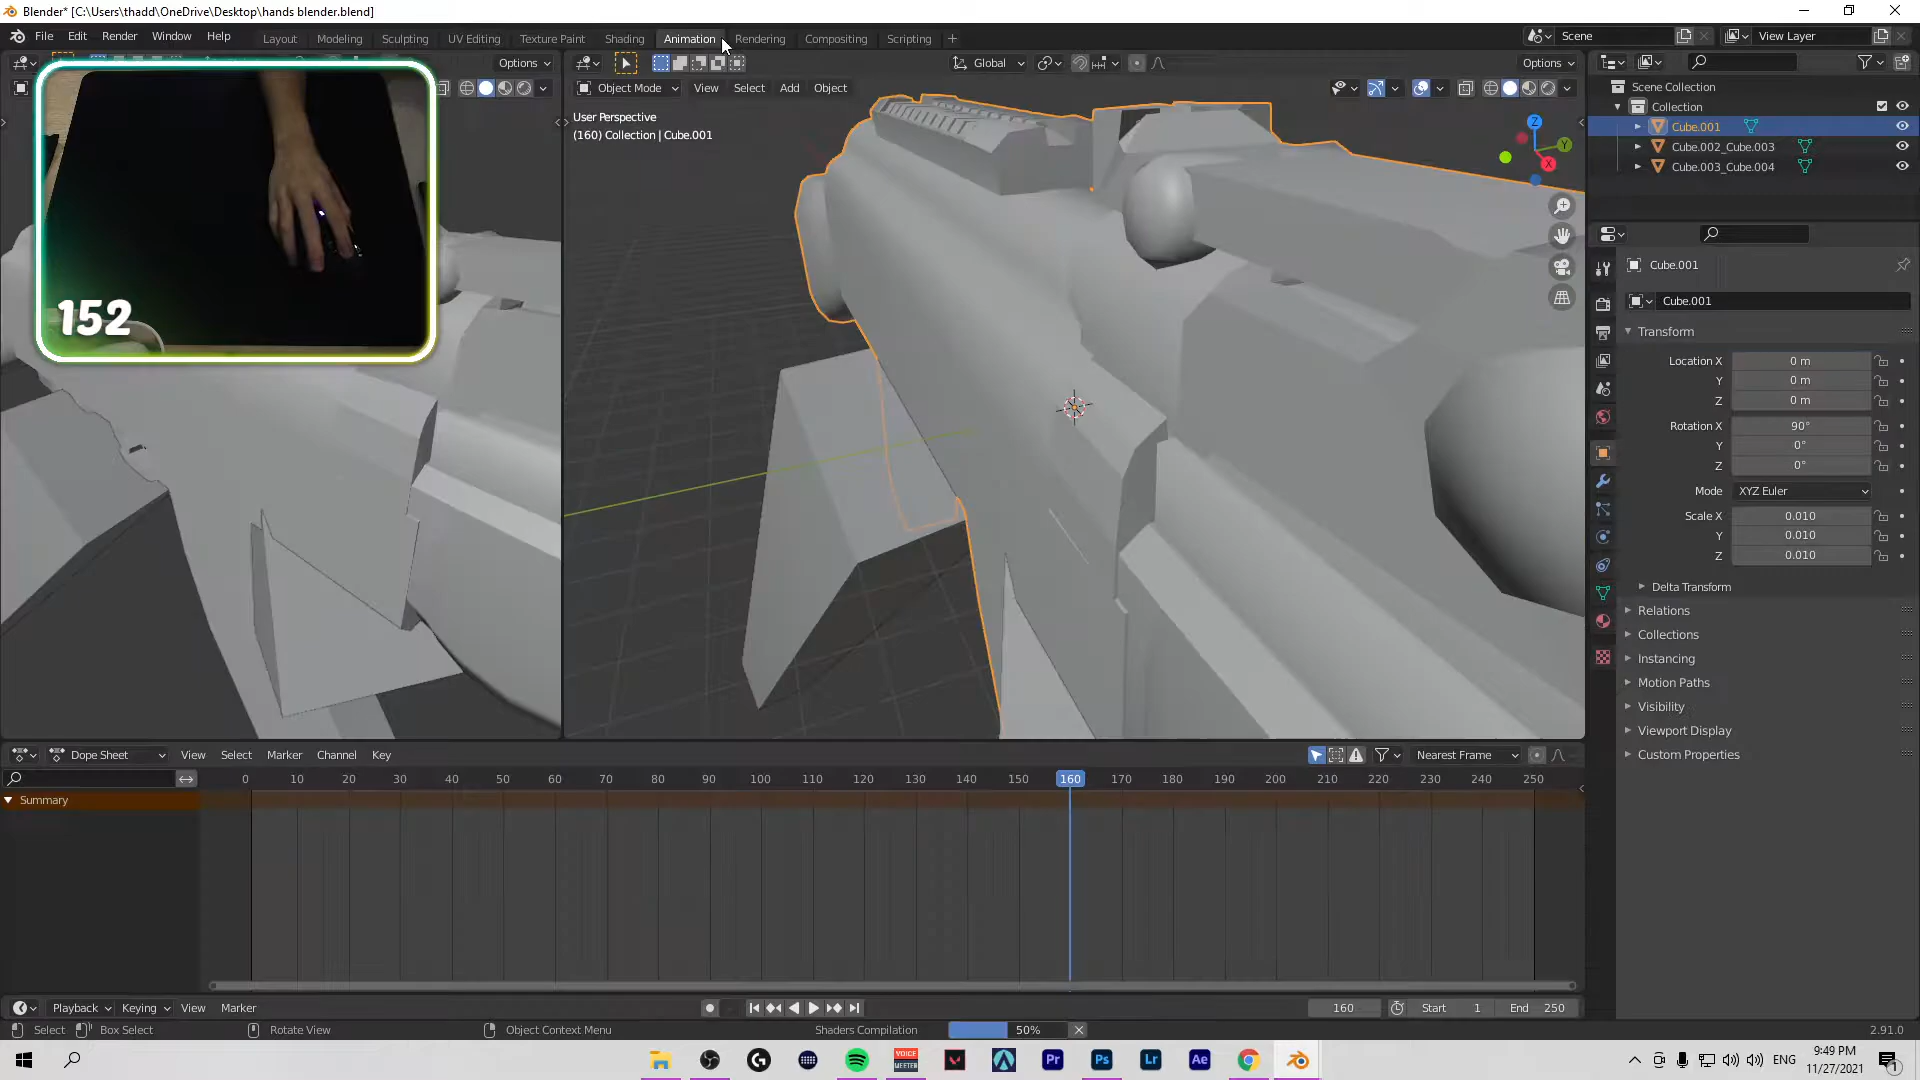 Blender* [C:\Users\thadd\OneDrive\Desktop\hands blender.blend]
File Edit Render Window Help Layout Modeling Sculpting UV Editing Texture Paint Shading Animation Rendering Compositing Scripting + Scene View Layer
Options Global Options
Object Mode View Select Add Object
User Perspective
(160) Collection | Cube.001
Z
Y
X
152
Scene Collection
Collection
Cube.001
Cube.002_Cube.003
Cube.003_Cube.004
Cube.001
Cube.001
Transform
Location X 0 m
Y 0 m
Z 0 m
Rotation X 90°
Y 0°
Z 0°
Mode XYZ Euler
Scale X 0.010
Y 0.010
Z 0.010
Delta Transform
Relations
Collections
Instancing
Motion Paths
Visibility
Viewport Display
Custom Properties
Dope Sheet View Select Marker Channel Key Nearest Frame
0 10 20 30 40 50 60 70 80 90 100 110 120 130 140 150 160 170 180 190 200 210 220 230 240 250
Summary
Playback Keying View Marker 160 Start 1 End 250
Select Box Select Rotate View Object Context Menu Shaders Compilation 50% 2.91.0
VOICE
MEETER
Pr Ps Lr Ae
ENG
9:49 PM
11/27/2021
1